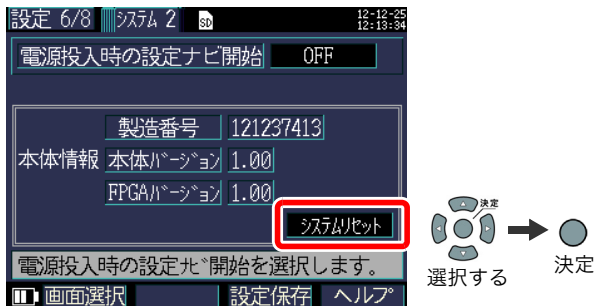 設定 6/8 システム 2 SD 12-12-25
12:13:34
電源投入時の設定ナビ開始 OFF
製造番号 121237413
本体情報 本体バージョン 1.00
FPGAバージョン 1.00
システムリセット
電源投入時の設定ナビ開始を選択します。
画面選択 設定保存 ヘルプ
決定
選択する
決定